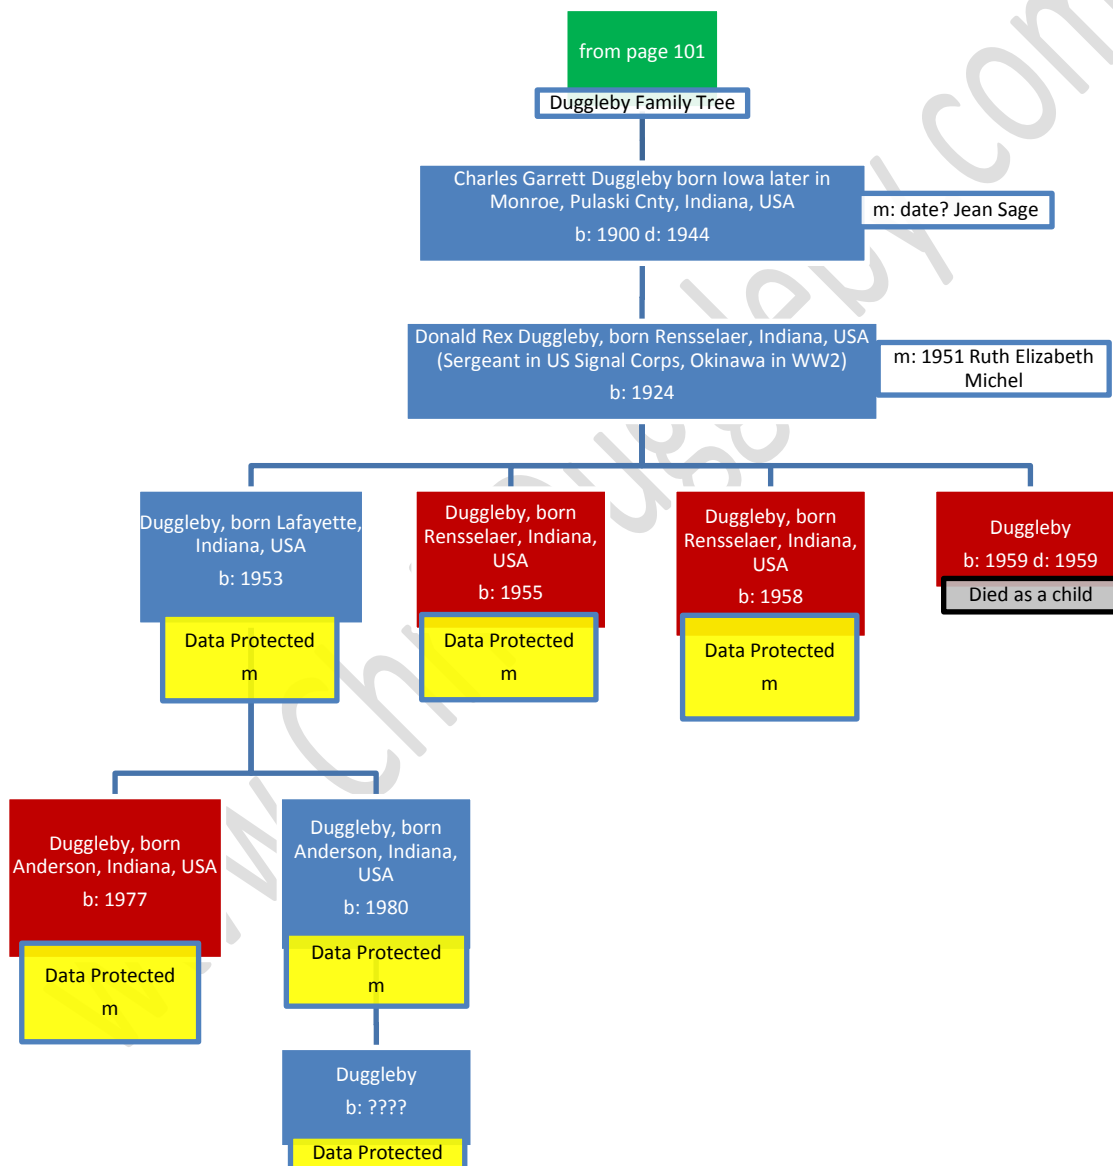 from page 101
Duggleby Family Tree
Charles Garrett Duggleby born Iowa later in
Monroe, Pulaski Cnty, Indiana, USA
b: 1900 d: 1944
m: date? Jean Sage
Donald Rex Duggleby, born Rensselaer, Indiana, USA
(Sergeant in US Signal Corps, Okinawa in WW2)
b: 1924
m: 1951 Ruth Elizabeth
Michel
Duggleby, born Lafayette,
Indiana, USA
b: 1953
Data Protected
m
Duggleby, born
Rensselaer, Indiana,
USA
b: 1955
Data Protected
m
Duggleby, born
Rensselaer, Indiana,
USA
b: 1958
Data Protected
m
Duggleby
b: 1959 d: 1959
Died as a child
Duggleby, born
Anderson, Indiana, USA
b: 1977
Data Protected
m
Duggleby, born
Anderson, Indiana,
USA
b: 1980
Data Protected
m
Duggleby
b: ????
Data Protected